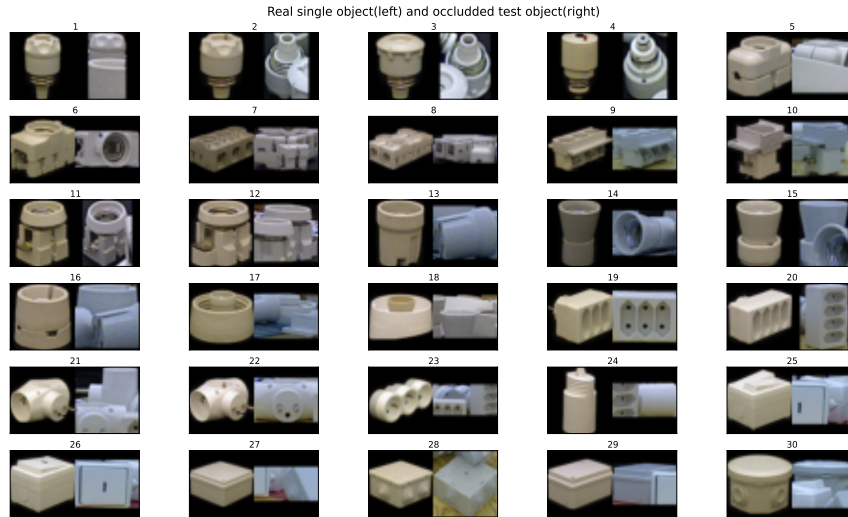 Real single object(left) and occludded test object(right)
1 2 3 4 5
6 7 8 9 10
11 12 13 14 15
16 17 18 19 20
21 22 23 24 25
26 27 28 29 30